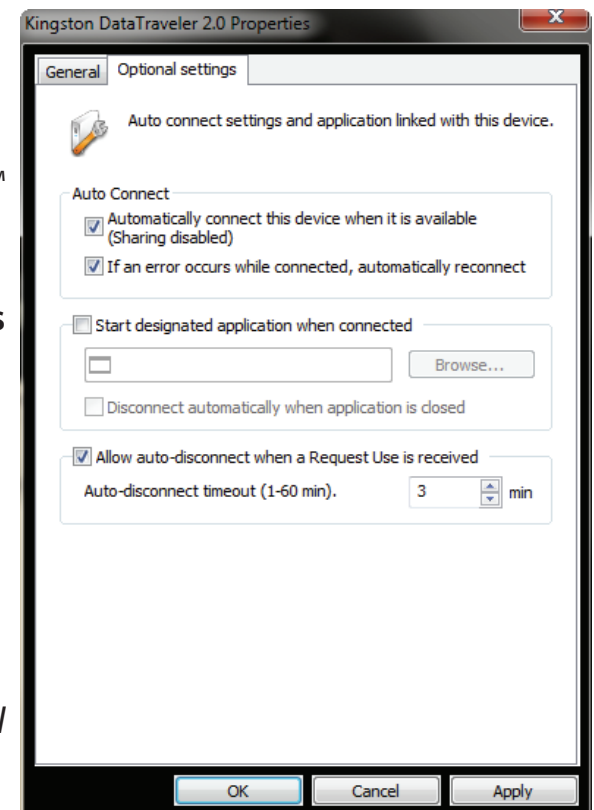 Kingston DataTraveler 2.0 Properties
General Optional settings
Auto connect settings and application linked with this device.
M
Auto Connect
Automatically connect this device when it is available
(Sharing disabled)
If an error occurs while connected, automatically reconnect
s
Start designated application when connected
Browse...
Disconnect automatically when application is closed
Allow auto-disconnect when a Request Use is received
Auto-disconnect timeout (1-60 min). 3 min
OK Cancel Apply